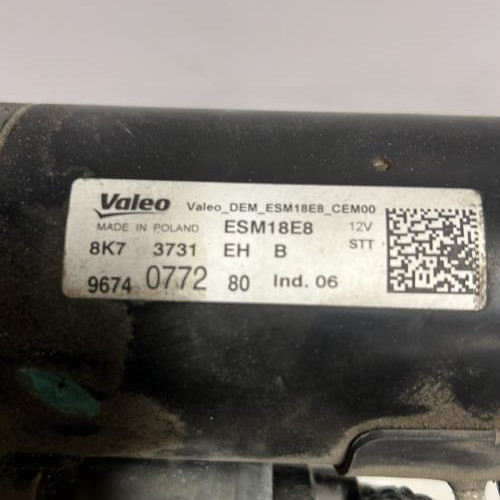 Valeo Valeo_DEM_ESM18E8_CEM00
MADE IN POLAND ESM18E8 12V
8K7 3731 EH B STT
9674 0772 80 Ind. 06